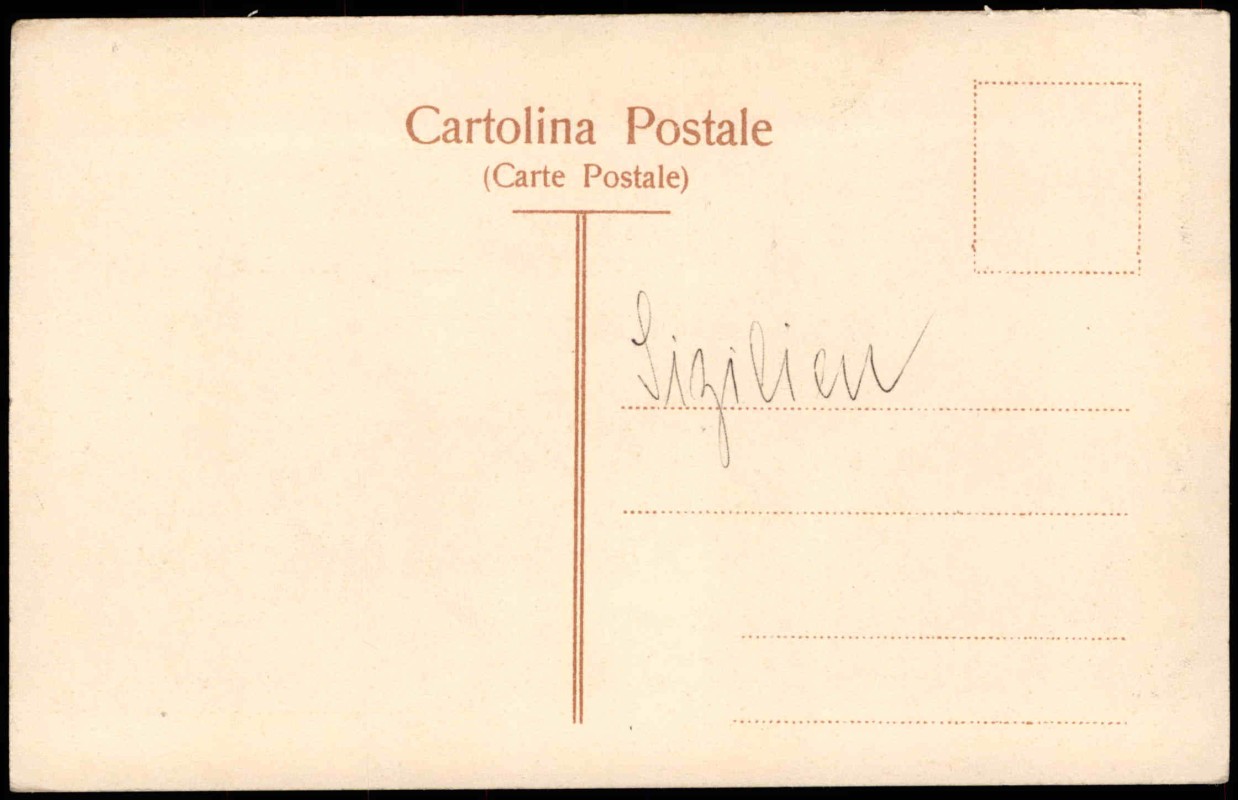 Cartolina Postale
(Carte Postale)
Sizilien